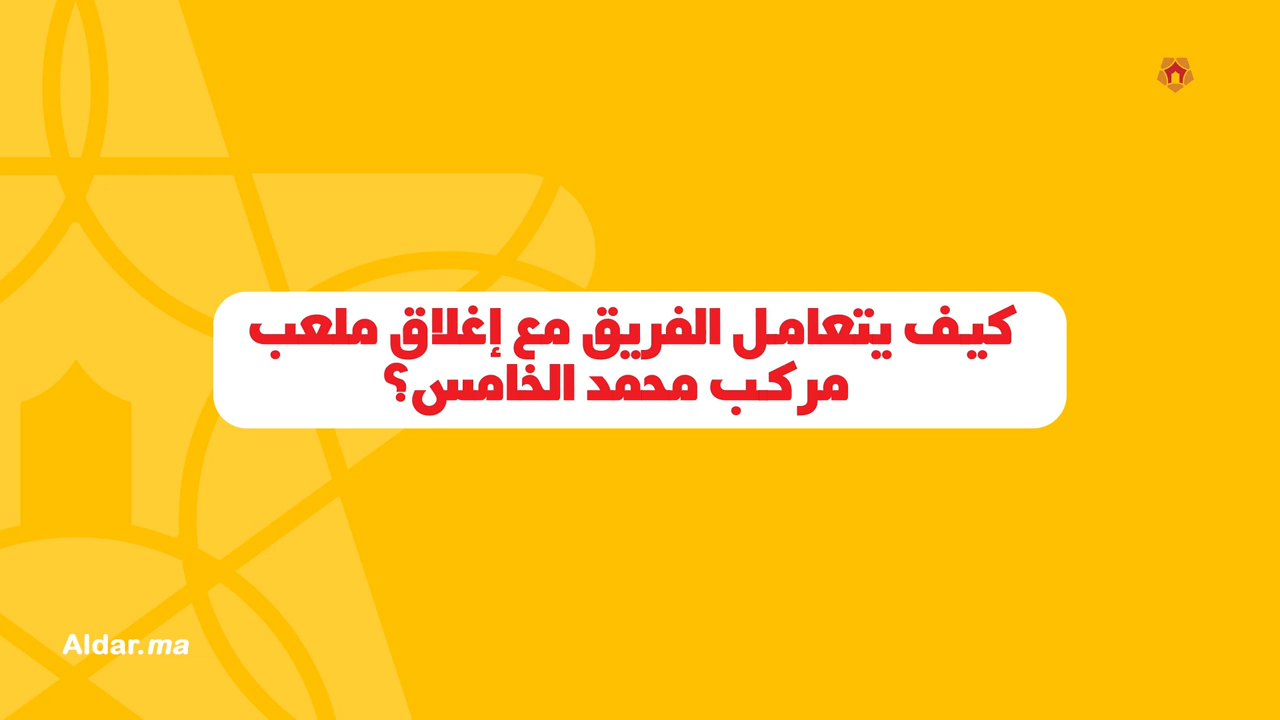 كيف يتعامل الفريق مع إغلاق ملعب
مركب محمد الخامس؟
Aldar.ma